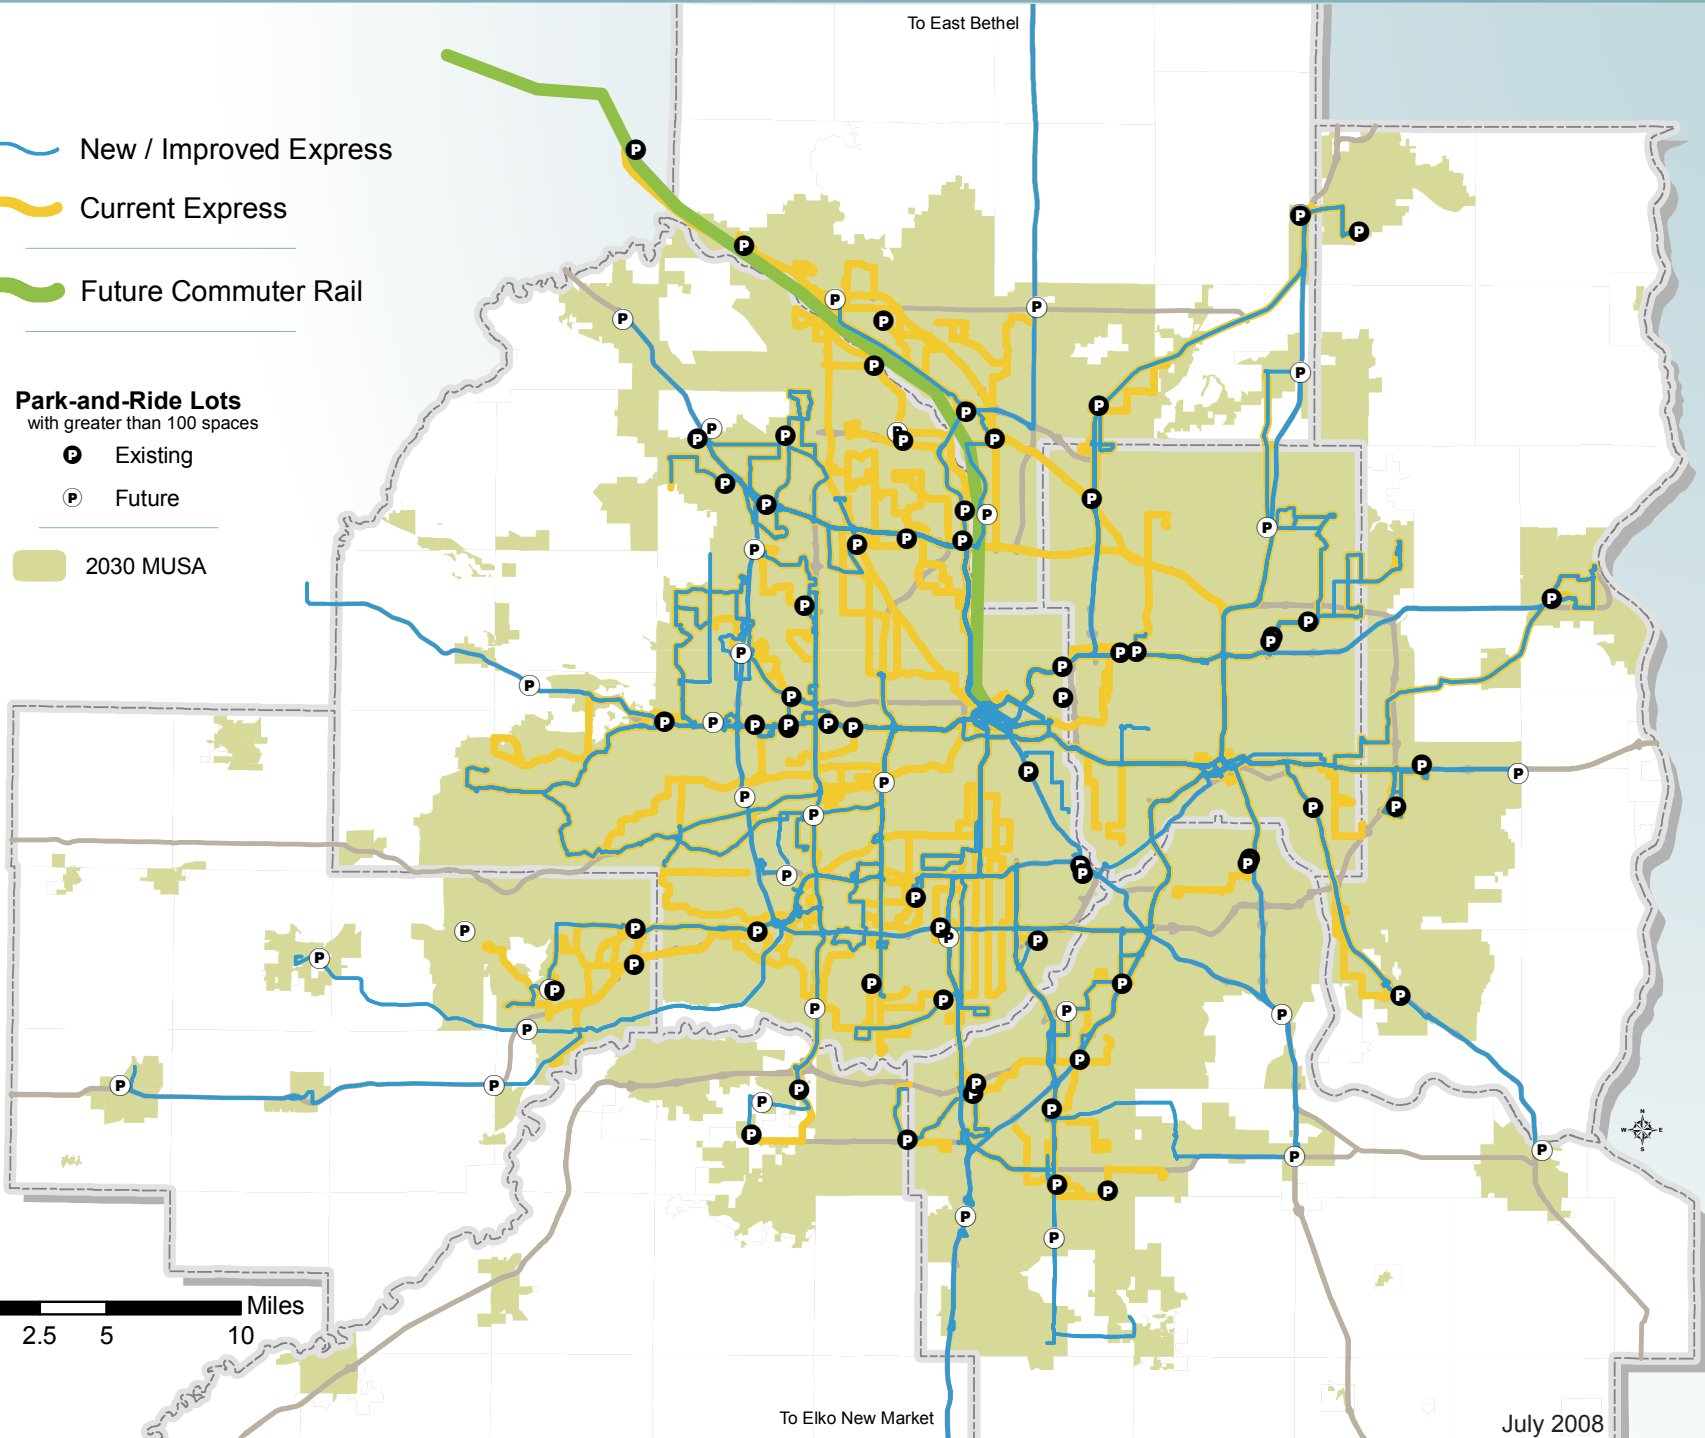 To East Bethel
New / Improved Express
Current Express
Future Commuter Rail
Park-and-Ride Lots
with greater than 100 spaces
P Existing
P Future
2030 MUSA
Miles
2.5 5 10
To Elko New Market
July 2008
N
W E
S